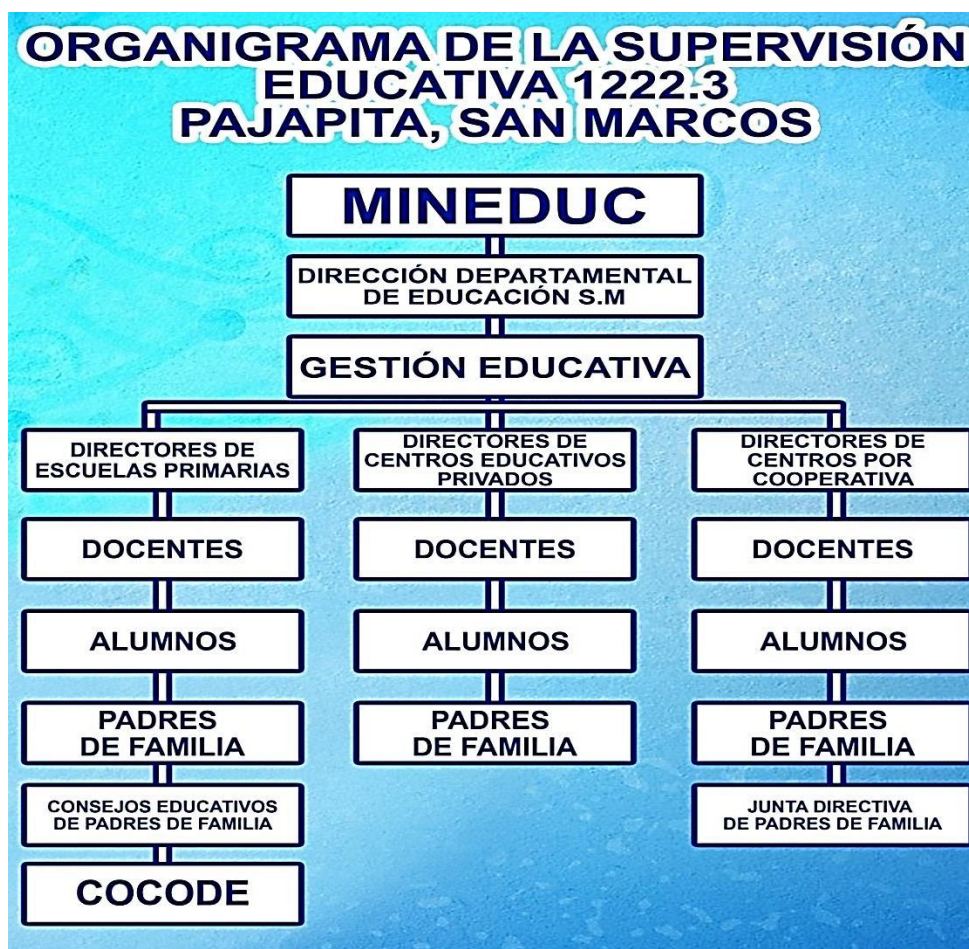 ORGANIGRAMA DE LA SUPERVISIÓN
EDUCATIVA 1222.3
PAJAPITA, SAN MARCOS
MINEDUC
DIRECCIÓN DEPARTAMENTAL
DE EDUCACIÓN S.M
GESTIÓN EDUCATIVA
DIRECTORES DE
ESCUELAS PRIMARIAS
DIRECTORES DE
CENTROS EDUCATIVOS
PRIVADOS
DIRECTORES DE
CENTROS POR
COOPERATIVA
DOCENTES
DOCENTES
DOCENTES
ALUMNOS
ALUMNOS
ALUMNOS
PADRES
DE FAMILIA
PADRES
DE FAMILIA
PADRES
DE FAMILIA
CONSEJOS EDUCATIVOS
DE PADRES DE FAMILIA
JUNTA DIRECTIVA
DE PADRES DE FAMILIA
COCODE